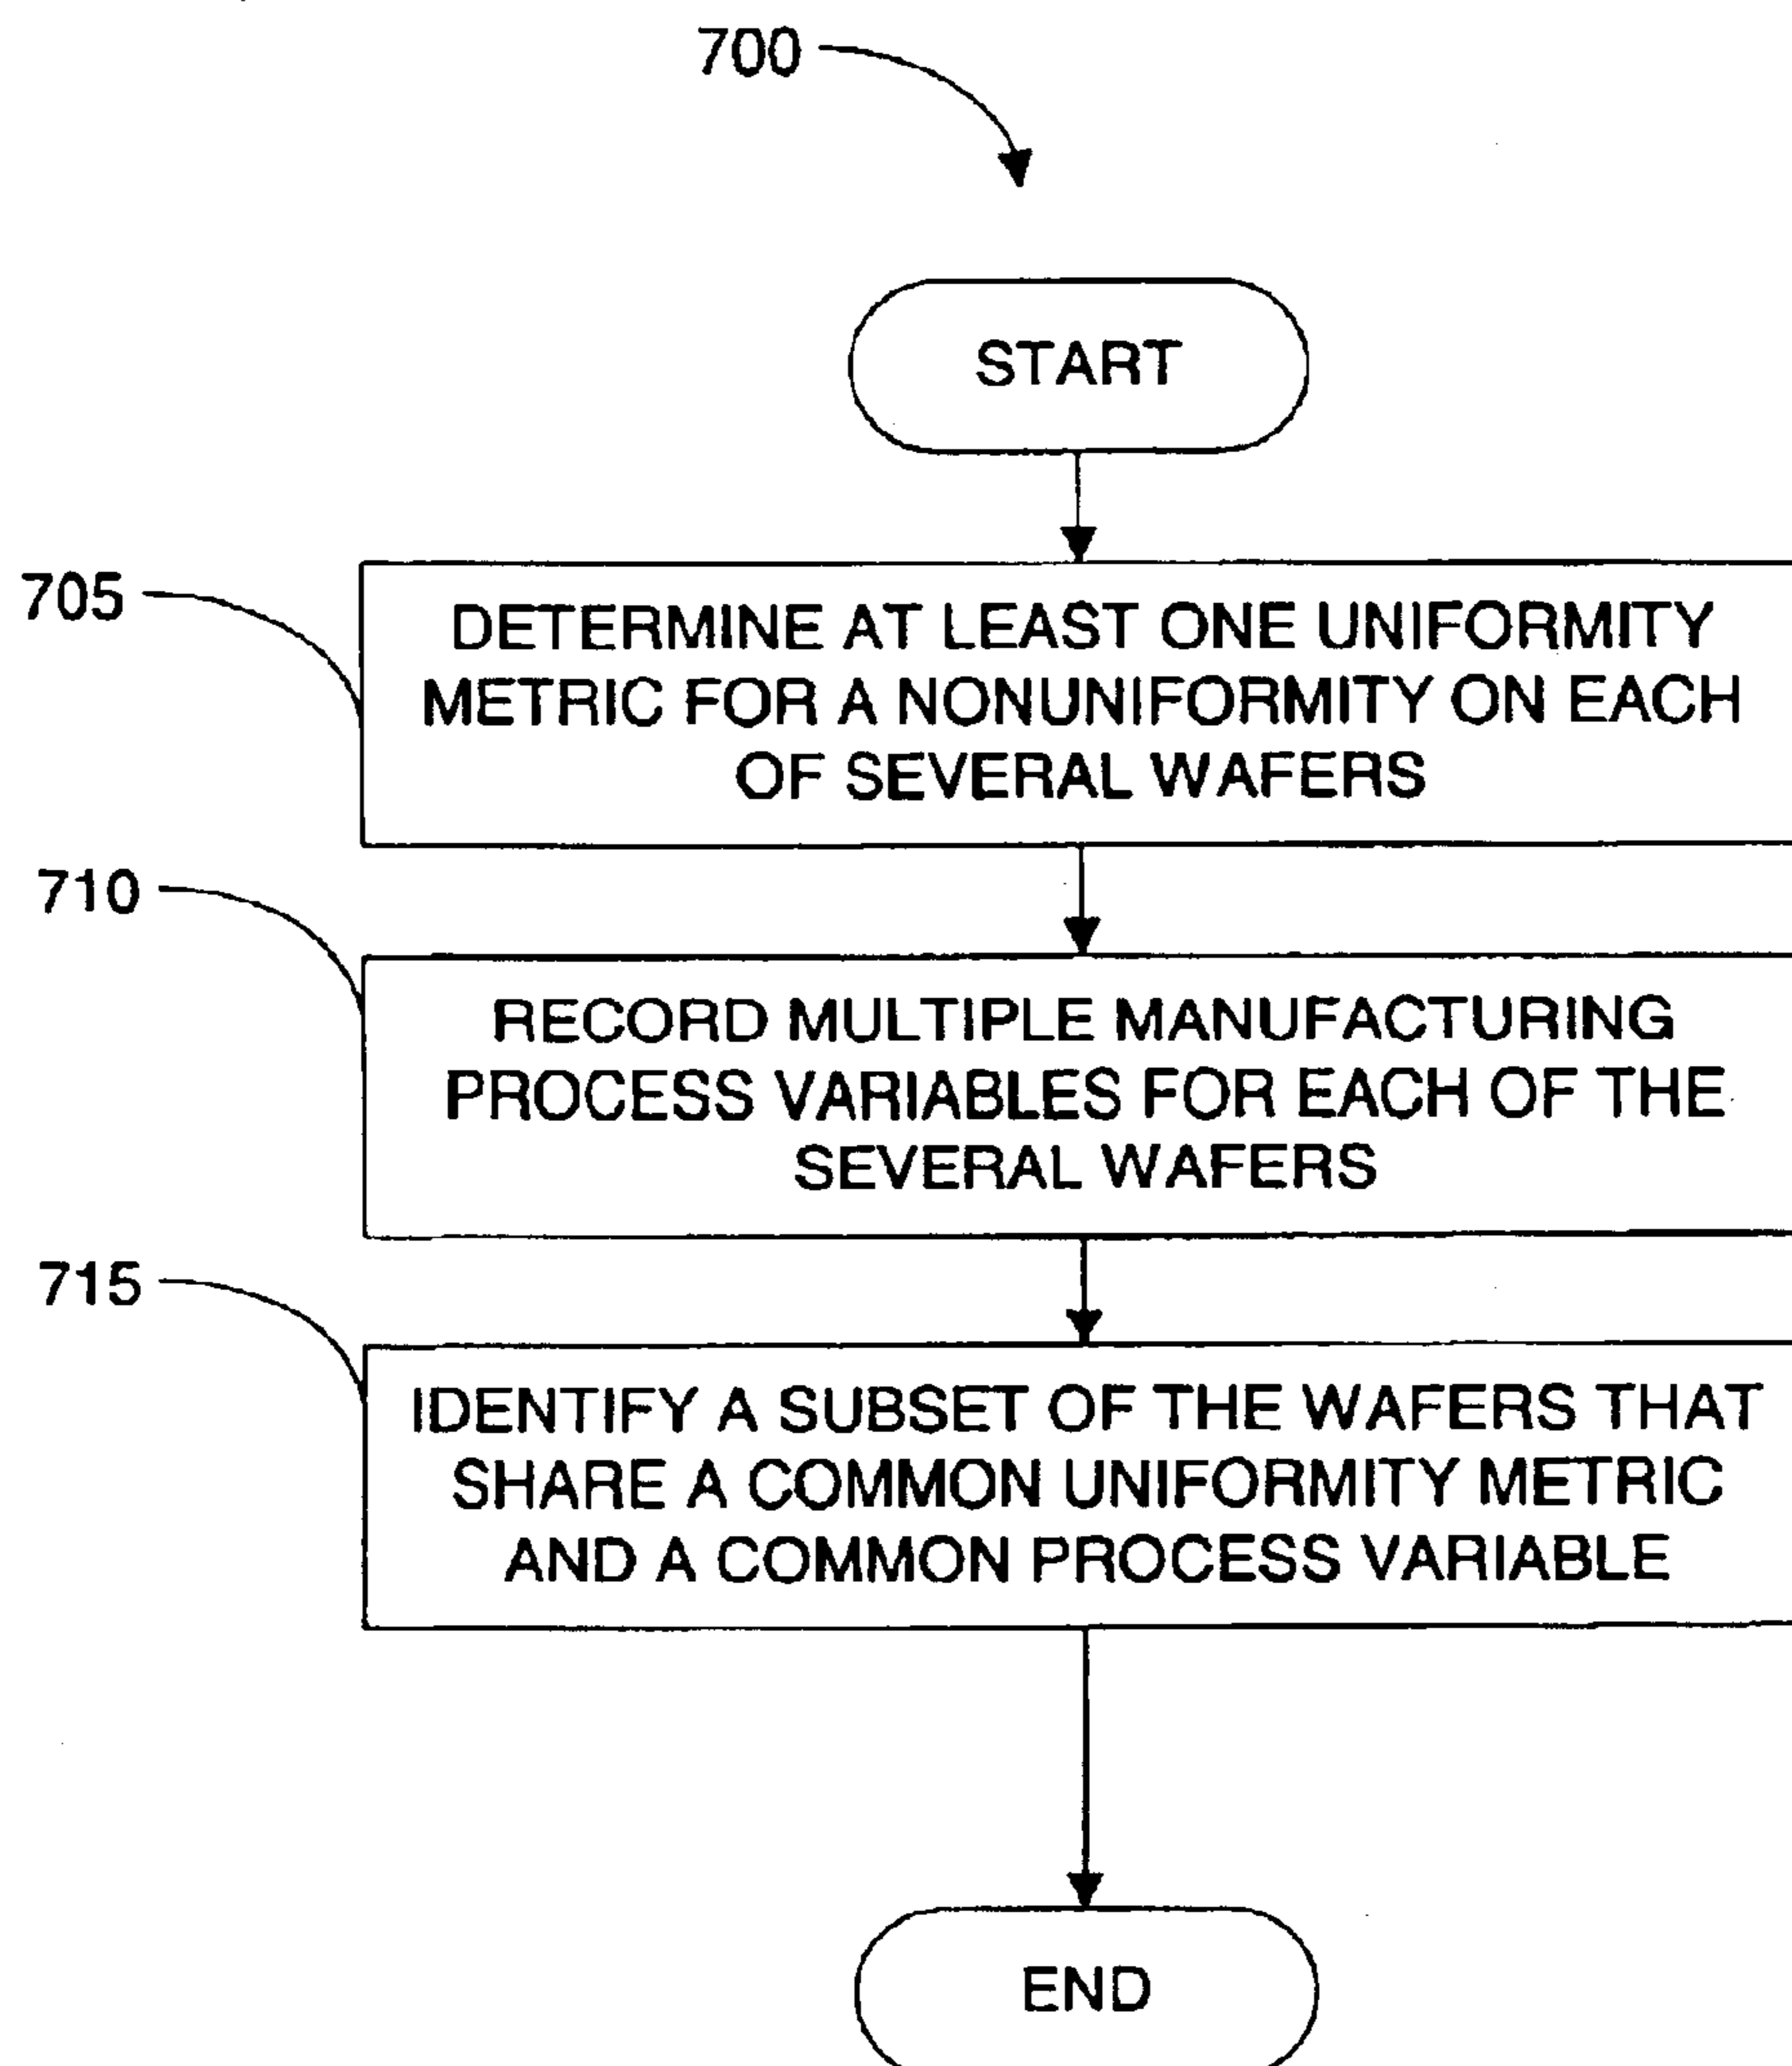 700
START
705
DETERMINE AT LEAST ONE UNIFORMITY
METRIC FOR A NONUNIFORMITY ON EACH
OF SEVERAL WAFERS
710
RECORD MULTIPLE MANUFACTURING
PROCESS VARIABLES FOR EACH OF THE
SEVERAL WAFERS
715
IDENTIFY A SUBSET OF THE WAFERS THAT
SHARE A COMMON UNIFORMITY METRIC
AND A COMMON PROCESS VARIABLE
END